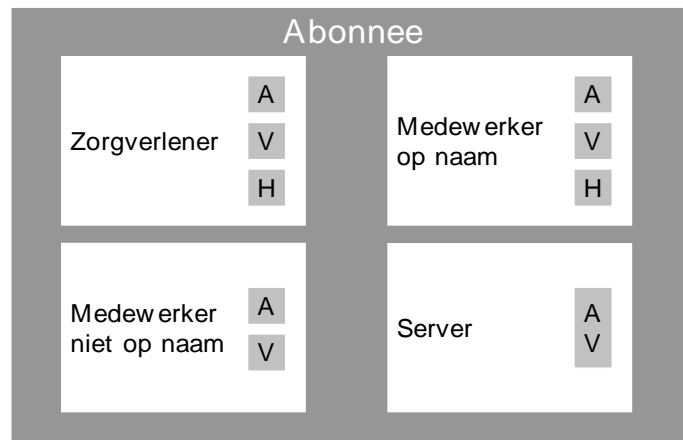 Abonnee
Zorgverlener
A
V
H
Medewerker
op naam
A
V
H
Medewerker
niet op naam
A
V
Server
A
V